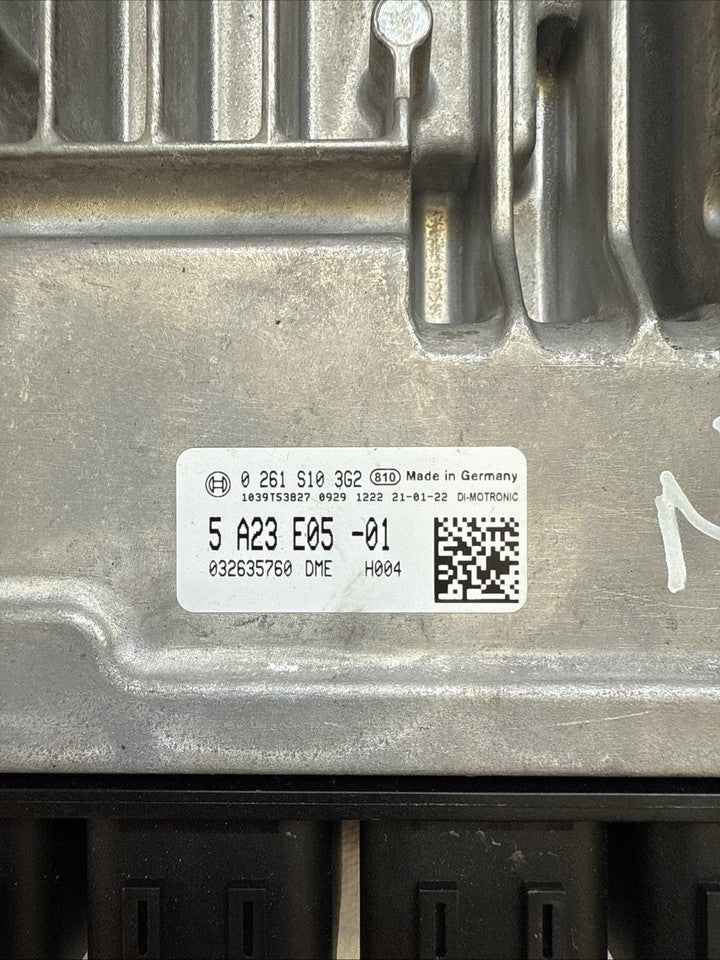 0 261 S10 3G2 810 Made in Germany
1039TS3827 0929 1222 21-01-22 DI-MOTRONIC
5 A23 E05 -01
032635760 DME H004